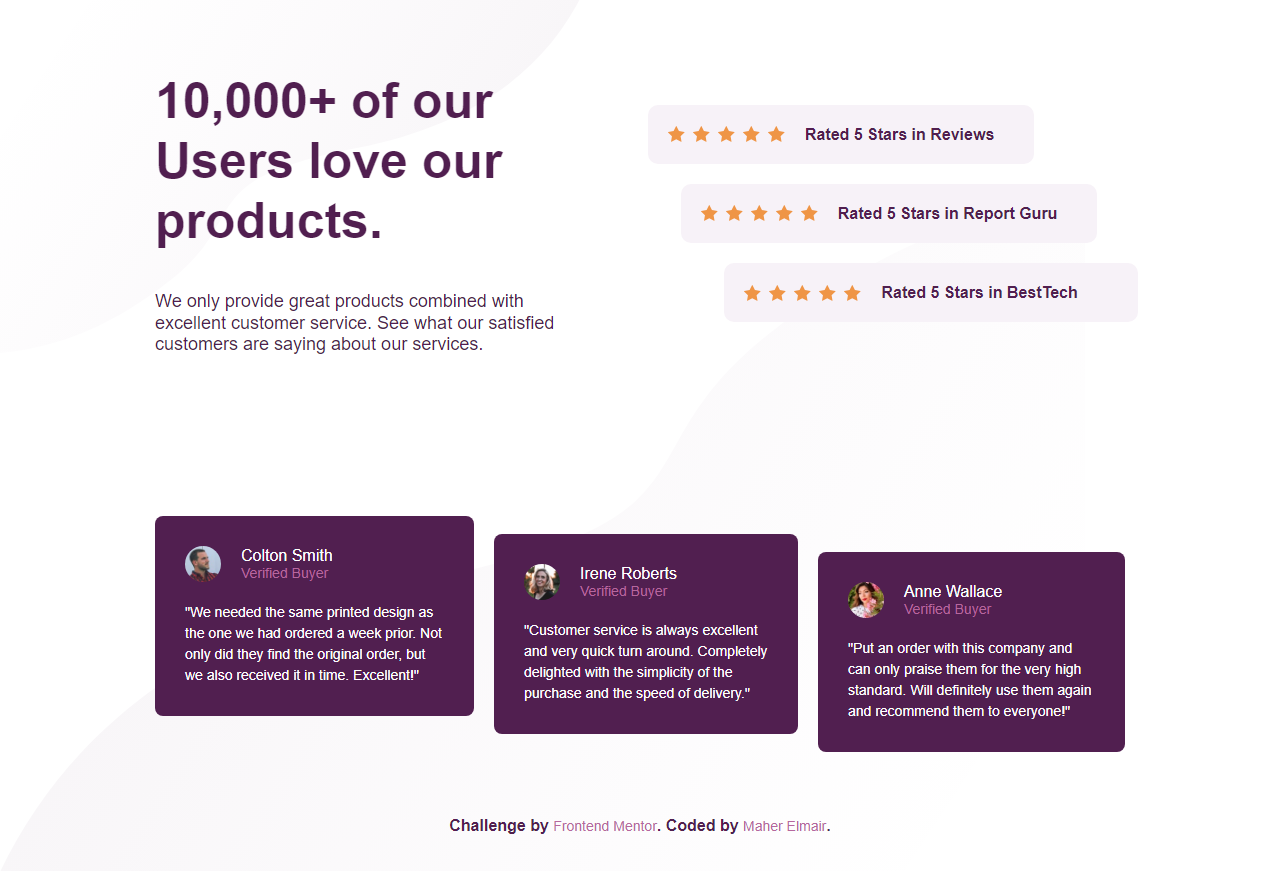 10,000+ of our
Users love our
products.
We only provide great products combined with
excellent customer service. See what our satisfied
customers are saying about our services.
Rated 5 Stars in Reviews
Rated 5 Stars in Report Guru
Rated 5 Stars in BestTech
Colton Smith
Verified Buyer
"We needed the same printed design as
the one we had ordered a week prior. Not
only did they find the original order, but
we also received it in time. Excellent!"
Irene Roberts
Verified Buyer
"Customer service is always excellent
and very quick turn around. Completely
delighted with the simplicity of the
purchase and the speed of delivery."
Anne Wallace
Verified Buyer
"Put an order with this company and
can only praise them for the very high
standard. Will definitely use them again
and recommend them to everyone!"
Challenge by Frontend Mentor. Coded by Maher Elmair.